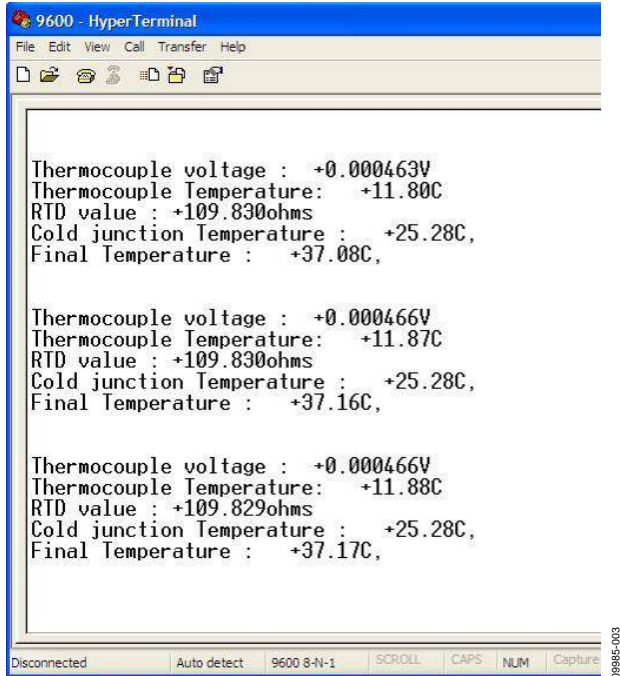 9600 - HyperTerminal
File Edit View Call Transfer Help
Thermocouple voltage :  +0.000463V
Thermocouple Temperature:   +11.80C
RTD value : +109.830ohms
Cold junction Temperature :   +25.28C,
Final Temperature :   +37.08C,
Thermocouple voltage :  +0.000466V
Thermocouple Temperature:   +11.87C
RTD value : +109.830ohms
Cold junction Temperature :   +25.28C,
Final Temperature :   +37.16C,
Thermocouple voltage :  +0.000466V
Thermocouple Temperature:   +11.88C
RTD value : +109.829ohms
Cold junction Temperature :   +25.28C,
Final Temperature :   +37.17C,
Disconnected Auto detect 9600 8-N-1 SCROLL CAPS NUM Capture
09985-003